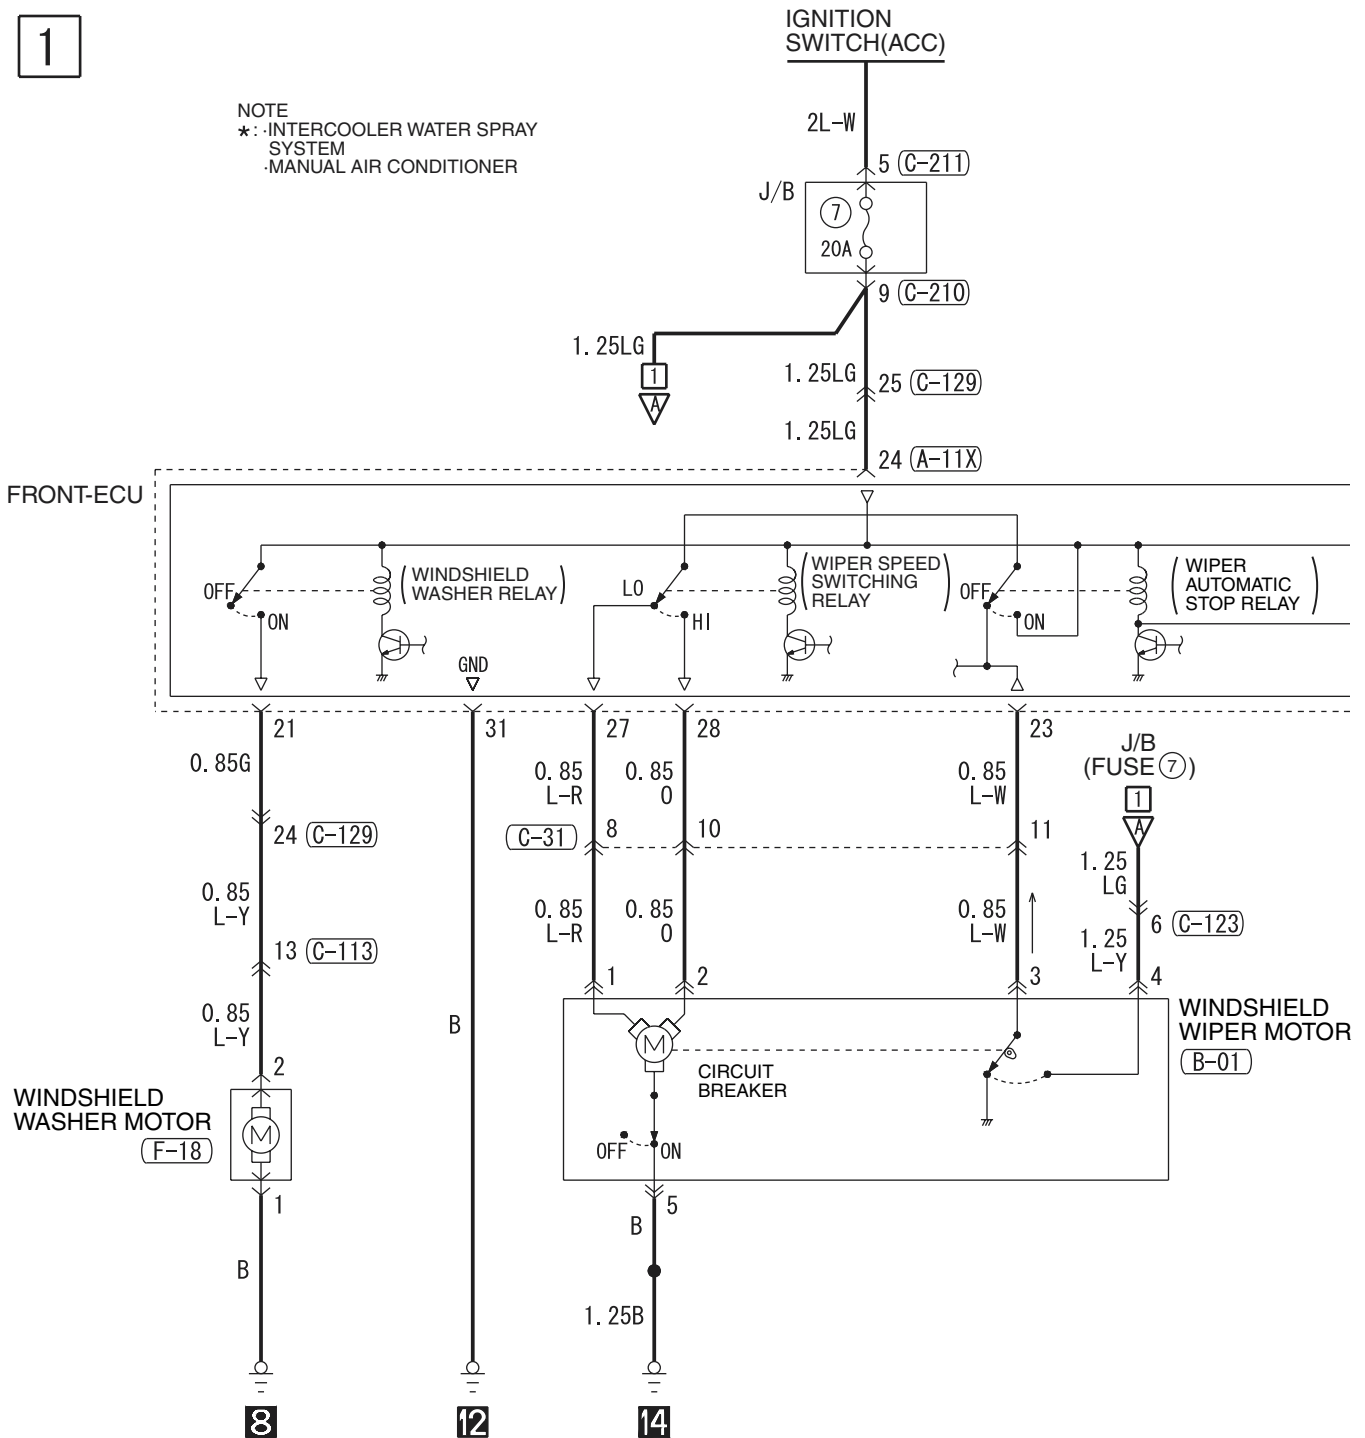 1
IGNITION
SWITCH(ACC)
NOTE
*: ·INTERCOOLER WATER SPRAY
SYSTEM
·MANUAL AIR CONDITIONER
2L-W
5 C-211
J/B
7
20A
9 C-210
1.25LG
1
A
1.25LG
25 C-129
1.25LG
24 A-11X
FRONT-ECU
OFF
ON
(WINDSHIELD
WASHER RELAY)
GND
LO
HI
(WIPER SPEED
SWITCHING
RELAY)
OFF
ON
(WIPER
AUTOMATIC
STOP RELAY)
21
31
27
28
23
0.85G
0.85
L-R
0.85
O
0.85
L-W
J/B
(FUSE 7)
1
A
24 C-129
C-31
8
10
11
1.25
LG
0.85
L-Y
0.85
L-R
0.85
O
0.85
L-W
6 C-123
1.25
L-Y
13 C-113
1
2
3
4
0.85
L-Y
B
WINDSHIELD
WIPER MOTOR
B-01
M
CIRCUIT
BREAKER
2
WINDSHIELD
WASHER MOTOR
F-18
M
OFF
ON
1
5
B
B
1.25B
8
12
14